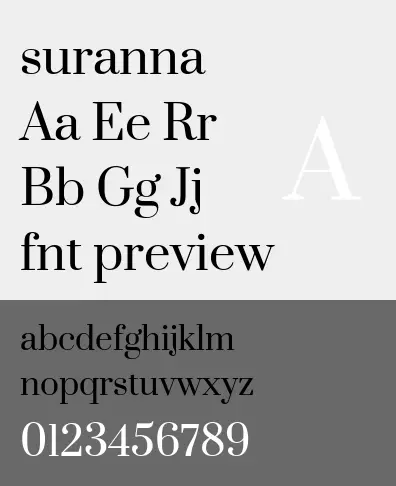 suranna
Aa Ee Rr
A
Bb Gg Jj
fnt preview
abcdefghijklm
nopqrstuvwxyz
0123456789